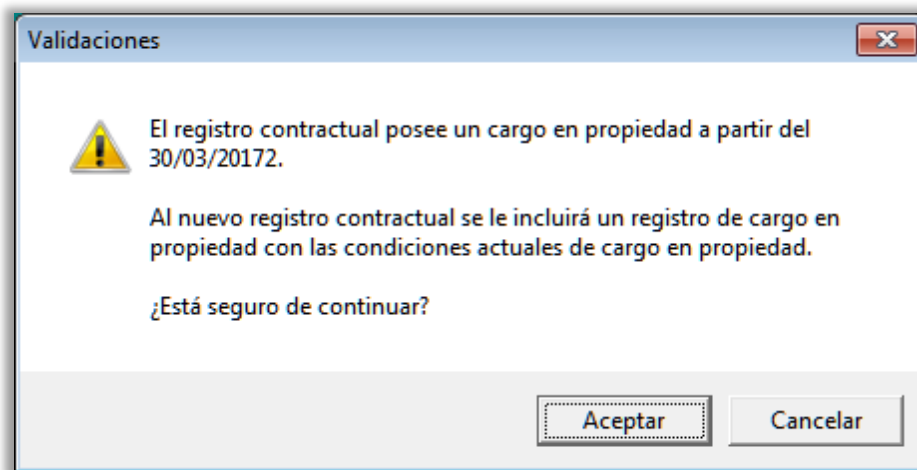 Validaciones
El registro contractual posee un cargo en propiedad a partir del
30/03/20172.
Al nuevo registro contractual se le incluirá un registro de cargo en
propiedad con las condiciones actuales de cargo en propiedad.
¿Está seguro de continuar?
Aceptar
Cancelar